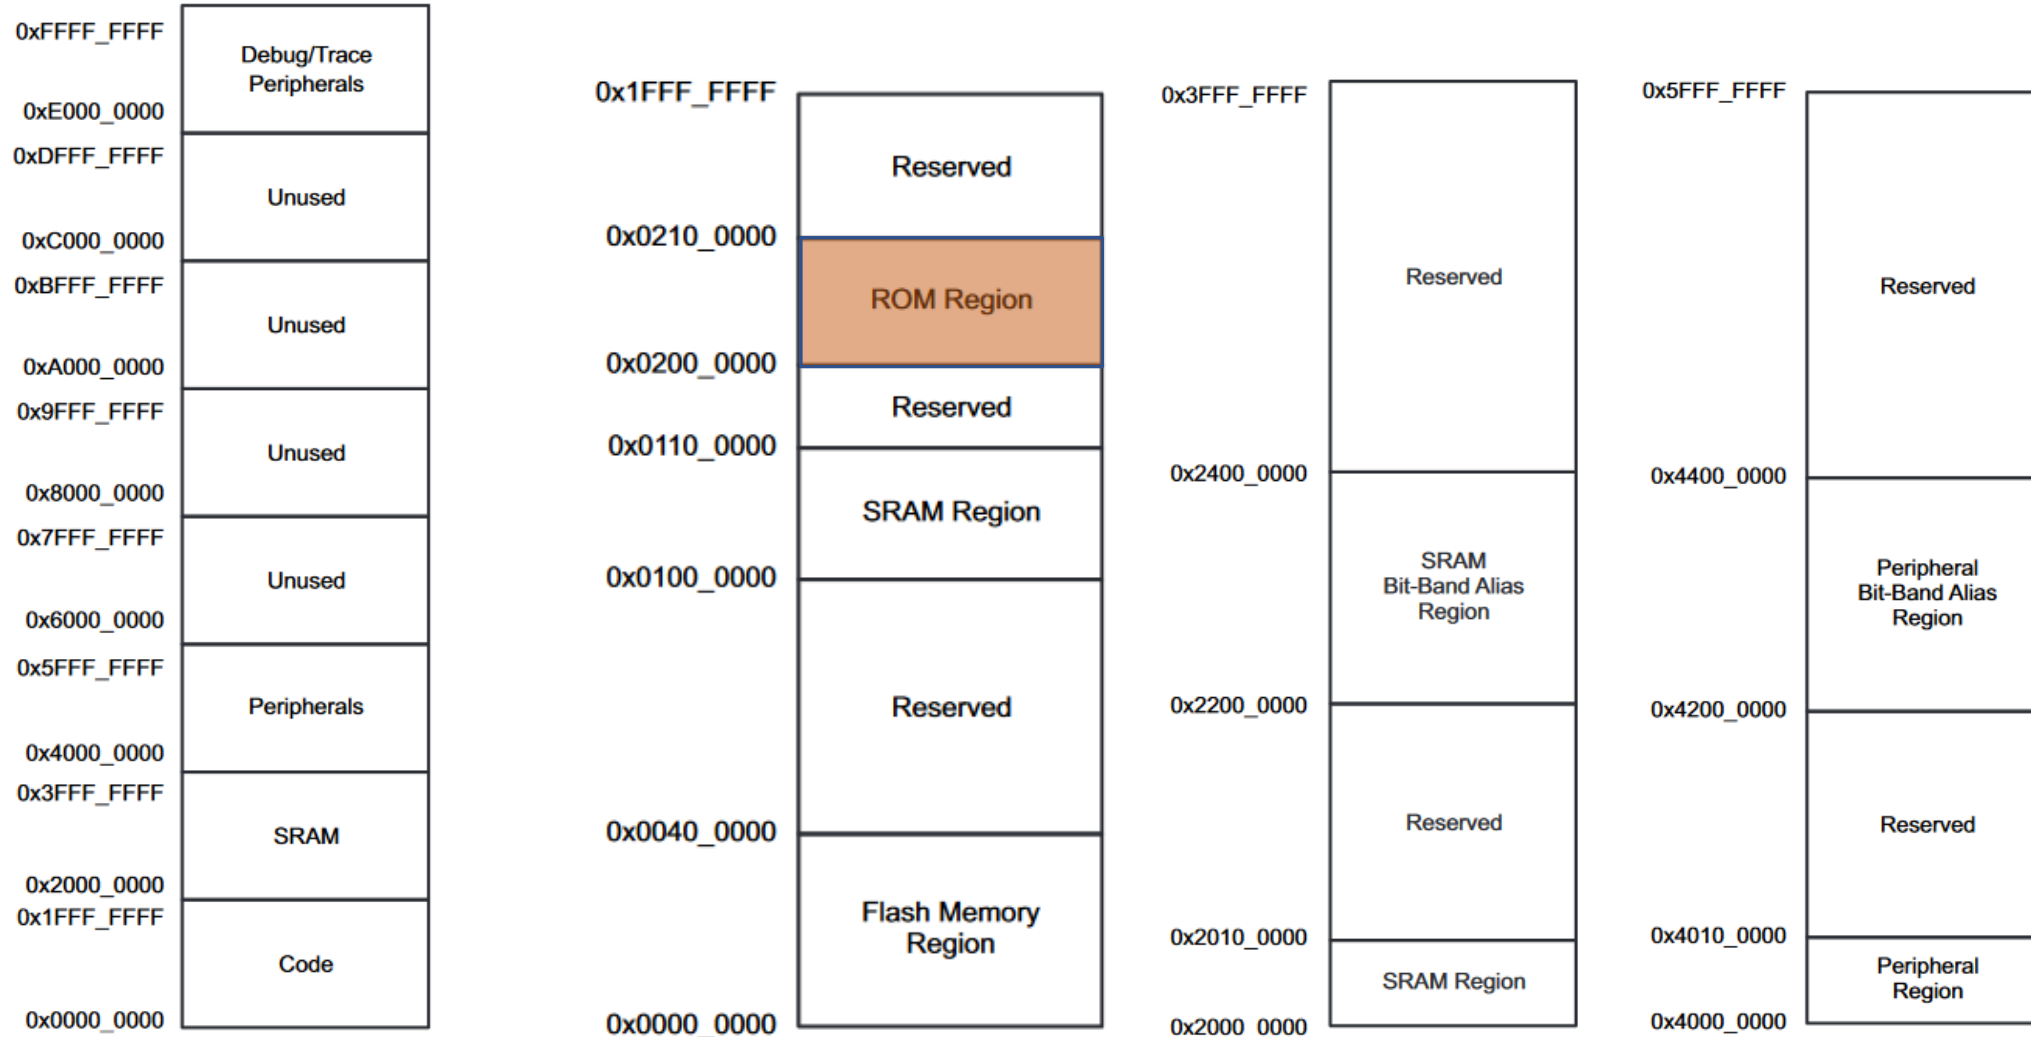 0xFFFF_FFFF
Debug/Trace
Peripherals
0xE000_0000
0xDFFF_FFFF
Unused
0xC000_0000
0xBFFF_FFFF
Unused
0xA000_0000
0x9FFF_FFFF
Unused
0x8000_0000
0x7FFF_FFFF
Unused
0x6000_0000
0x5FFF_FFFF
Peripherals
0x4000_0000
0x3FFF_FFFF
SRAM
0x2000_0000
0x1FFF_FFFF
Code
0x0000_0000
0x1FFF_FFFF
Reserved
0x0210_0000
ROM Region
0x0200_0000
Reserved
0x0110_0000
SRAM Region
0x0100_0000
Reserved
0x0040_0000
Flash Memory
Region
0x0000_0000
0x3FFF_FFFF
Reserved
0x2400_0000
SRAM
Bit-Band Alias
Region
0x2200_0000
Reserved
0x2010_0000
SRAM Region
0x2000 0000
0x5FFF_FFFF
Reserved
0x4400_0000
Peripheral
Bit-Band Alias
Region
0x4200_0000
Reserved
0x4010_0000
Peripheral
Region
0x4000_0000